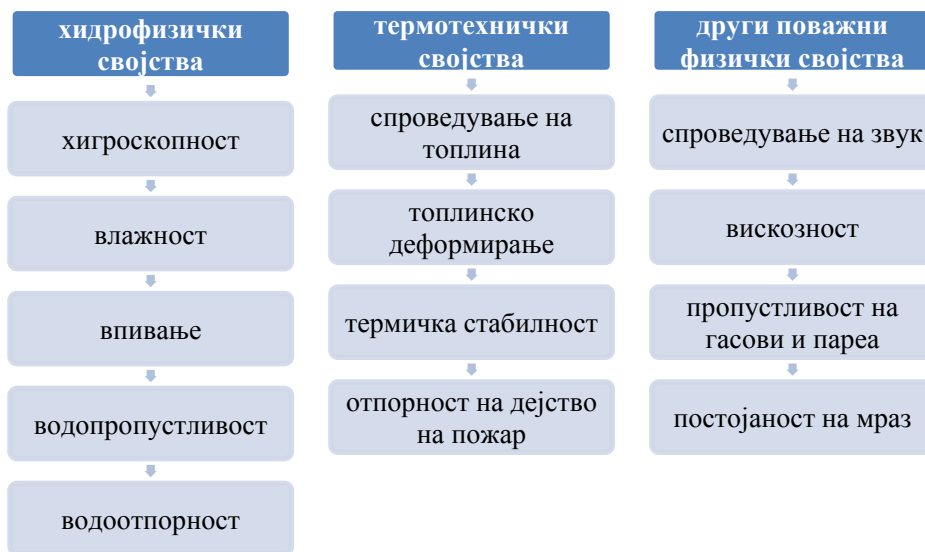 хидрофизички
својства
хигроскопност
влажност
впивање
водопропустливост
водоотпорност
термотехнички
својства
спроведување на
топлина
топлинско
деформирање
термичка стабилност
отпорност на дејство
на пожар
други поважни
физички својства
спроведување на звук
вискозност
пропустливост на
гасови и пареа
постојаност на мраз